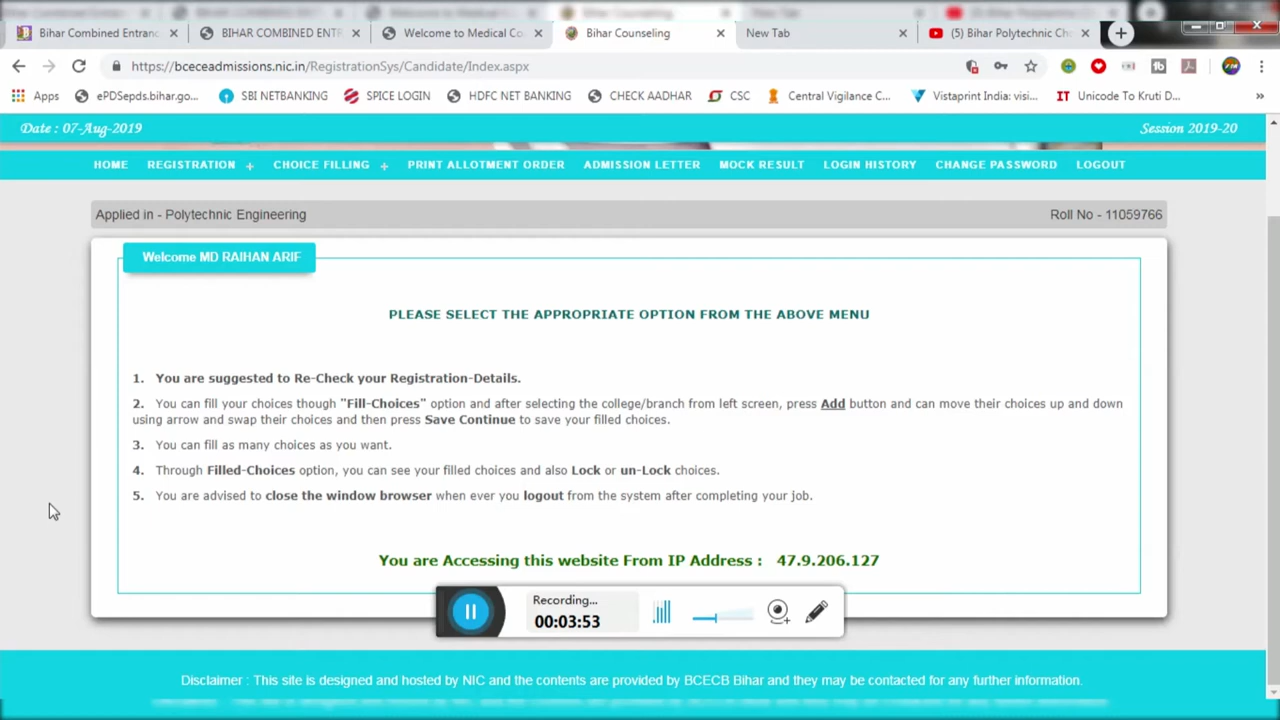 Bihar Combined Entranc
BIHAR COMBINED ENTR
Welcome to Medical Co
Bihar Counseling
New Tab
(5) Bihar Polytechnic Cho
https://bceceadmissions.nic.in/RegistrationSys/Candidate/Index.aspx
Apps
ePDSepds.bihar.go...
SBI NETBANKING
SPICE LOGIN
HDFC NET BANKING
CHECK AADHAR
CSC
Central Vigilance C...
Vistaprint India: visi...
Unicode To Kruti D...
Date : 07-Aug-2019
Session 2019-20
HOME
REGISTRATION +
CHOICE FILLING +
PRINT ALLOTMENT ORDER
ADMISSION LETTER
MOCK RESULT
LOGIN HISTORY
CHANGE PASSWORD
LOGOUT
Applied in - Polytechnic Engineering
Roll No - 11059766
Welcome MD RAIHAN ARIF
PLEASE SELECT THE APPROPRIATE OPTION FROM THE ABOVE MENU
1. You are suggested to Re-Check your Registration-Details.
2. You can fill your choices though "Fill-Choices" option and after selecting the college/branch from left screen, press Add button and can move their choices up and down
using arrow and swap their choices and then press Save Continue to save your filled choices.
3. You can fill as many choices as you want.
4. Through Filled-Choices option, you can see your filled choices and also Lock or un-Lock choices.
5. You are advised to close the window browser when ever you logout from the system after completing your job.
You are Accessing this website From IP Address : 47.9.206.127
Recording...
00:03:53
Disclaimer : This site is designed and hosted by NIC and the contents are provided by BCECB Bihar and they may be contacted for any further information.